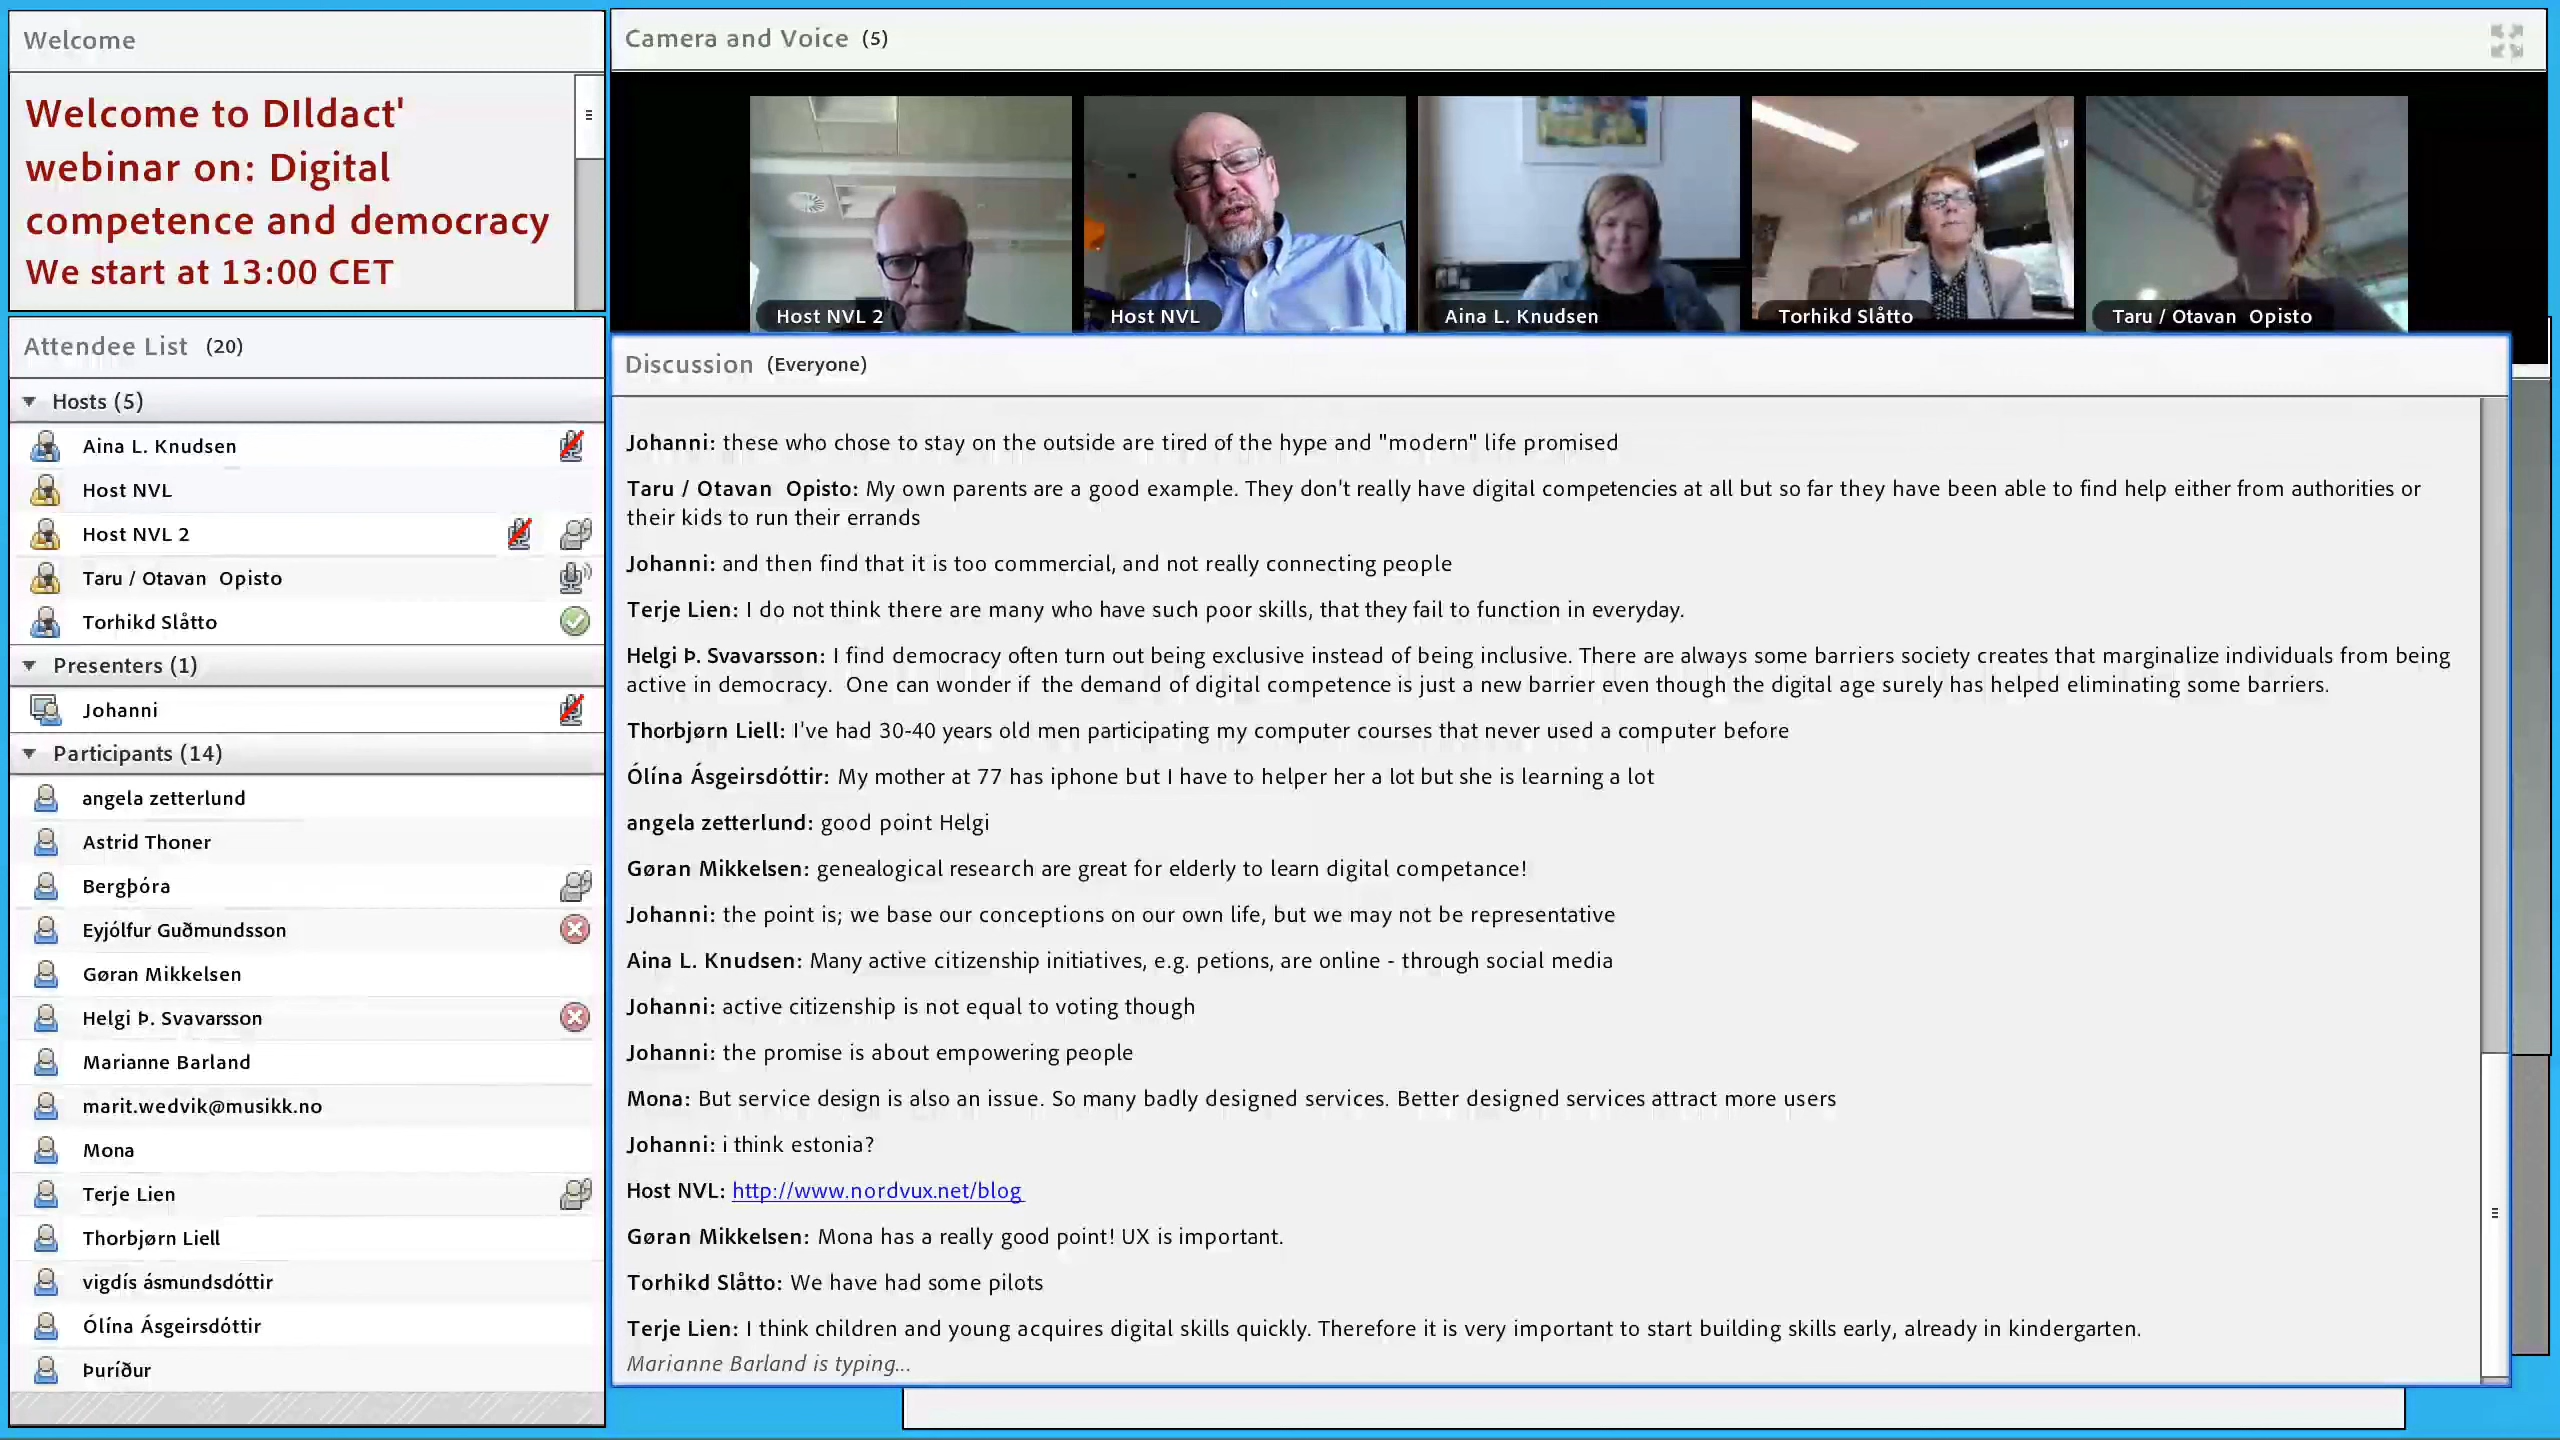 Welcome
Welcome to DIldact'
webinar on: Digital
competence and democracy
We start at 13:00 CET
Camera and Voice (5)
Host NVL 2
Host NVL
Aina L. Knudsen
Torhikd Slåtto
Taru / Otavan Opisto
Attendee List (20)
Hosts (5)
Aina L. Knudsen
Host NVL
Host NVL 2
Taru / Otavan Opisto
Torhikd Slåtto
Presenters (1)
Johanni
Participants (14)
angela zetterlund
Astrid Thoner
Bergþóra
Eyjólfur Guðmundsson
Gøran Mikkelsen
Helgi Þ. Svavarsson
Marianne Barland
marit.wedvik@musikk.no
Mona
Terje Lien
Thorbjørn Liell
vigdís ásmundsdóttir
Ólína Ásgeirsdóttir
Þuríður
Discussion (Everyone)
Johanni: these who chose to stay on the outside are tired of the hype and "modern" life promised
Taru / Otavan Opisto: My own parents are a good example. They don't really have digital competencies at all but so far they have been able to find help either from authorities or
their kids to run their errands
Johanni: and then find that it is too commercial, and not really connecting people
Terje Lien: I do not think there are many who have such poor skills, that they fail to function in everyday.
Helgi Þ. Svavarsson: I find democracy often turn out being exclusive instead of being inclusive. There are always some barriers society creates that marginalize individuals from being
active in democracy. One can wonder if the demand of digital competence is just a new barrier even though the digital age surely has helped eliminating some barriers.
Thorbjørn Liell: I've had 30-40 years old men participating my computer courses that never used a computer before
Ólína Ásgeirsdóttir: My mother at 77 has iphone but I have to helper her a lot but she is learning a lot
angela zetterlund: good point Helgi
Gøran Mikkelsen: genealogical research are great for elderly to learn digital competance!
Johanni: the point is; we base our conceptions on our own life, but we may not be representative
Aina L. Knudsen: Many active citizenship initiatives, e.g. petions, are online - through social media
Johanni: active citizenship is not equal to voting though
Johanni: the promise is about empowering people
Mona: But service design is also an issue. So many badly designed services. Better designed services attract more users
Johanni: i think estonia?
Host NVL: http://www.nordvux.net/blog
Gøran Mikkelsen: Mona has a really good point! UX is important.
Torhikd Slåtto: We have had some pilots
Terje Lien: I think children and young acquires digital skills quickly. Therefore it is very important to start building skills early, already in kindergarten.
Marianne Barland is typing...